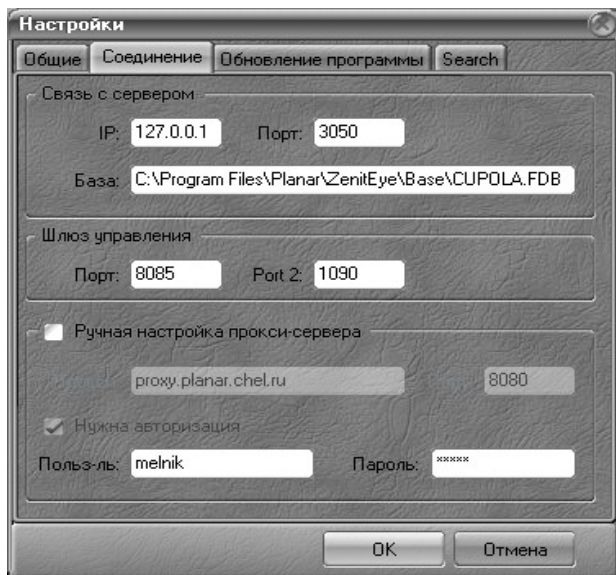 Настройки
Общие Соединение Обновление программы Search
Связь с сервером
IP: 127.0.0.1 Порт: 3050
База: C:\Program Files\Planar\ZenitEye\Base\CUPOLA.FDB
Шлюз управления
Порт: 8085 Port 2: 1090
Ручная настройка прокси-сервера
proxy.planar.chel.ru 8080
Нужна авторизация
Польз-ль: melnik Пароль: *****
OK Отмена